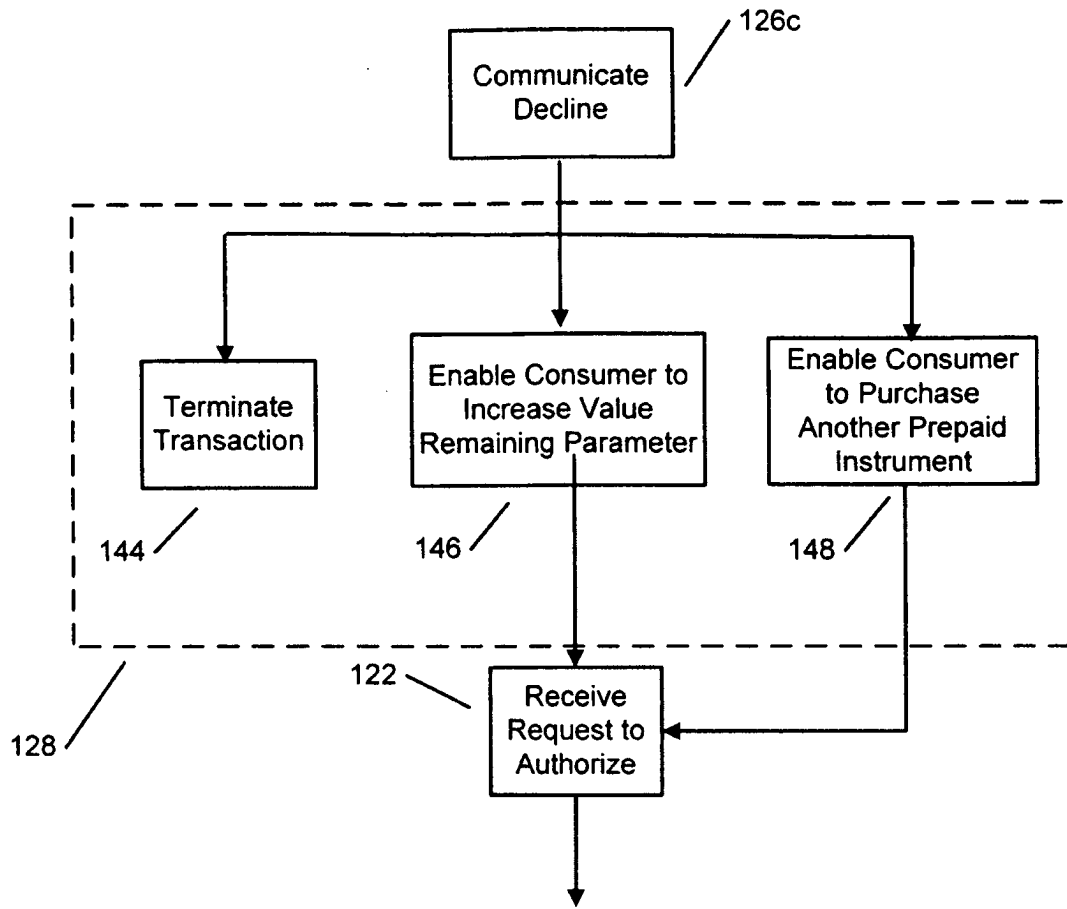 126c
Communicate
Decline
Terminate
Transaction
144
Enable Consumer to
Increase Value
Remaining Parameter
146
Enable Consumer
to Purchase
Another Prepaid
Instrument
148
128
122
Receive
Request to
Authorize